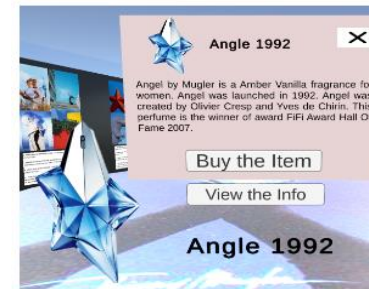 Angle 1992
Angel by Mugler is a Amber Vanilla fragrance fo
women. Angel was launched in 1992. Angel was
created by Olivier Cresp and Yves de Chirin. This
perfume is the winner of award FiFi Award Hall O
Fame 2007.
Buy the Item
View the Info
Angle 1992